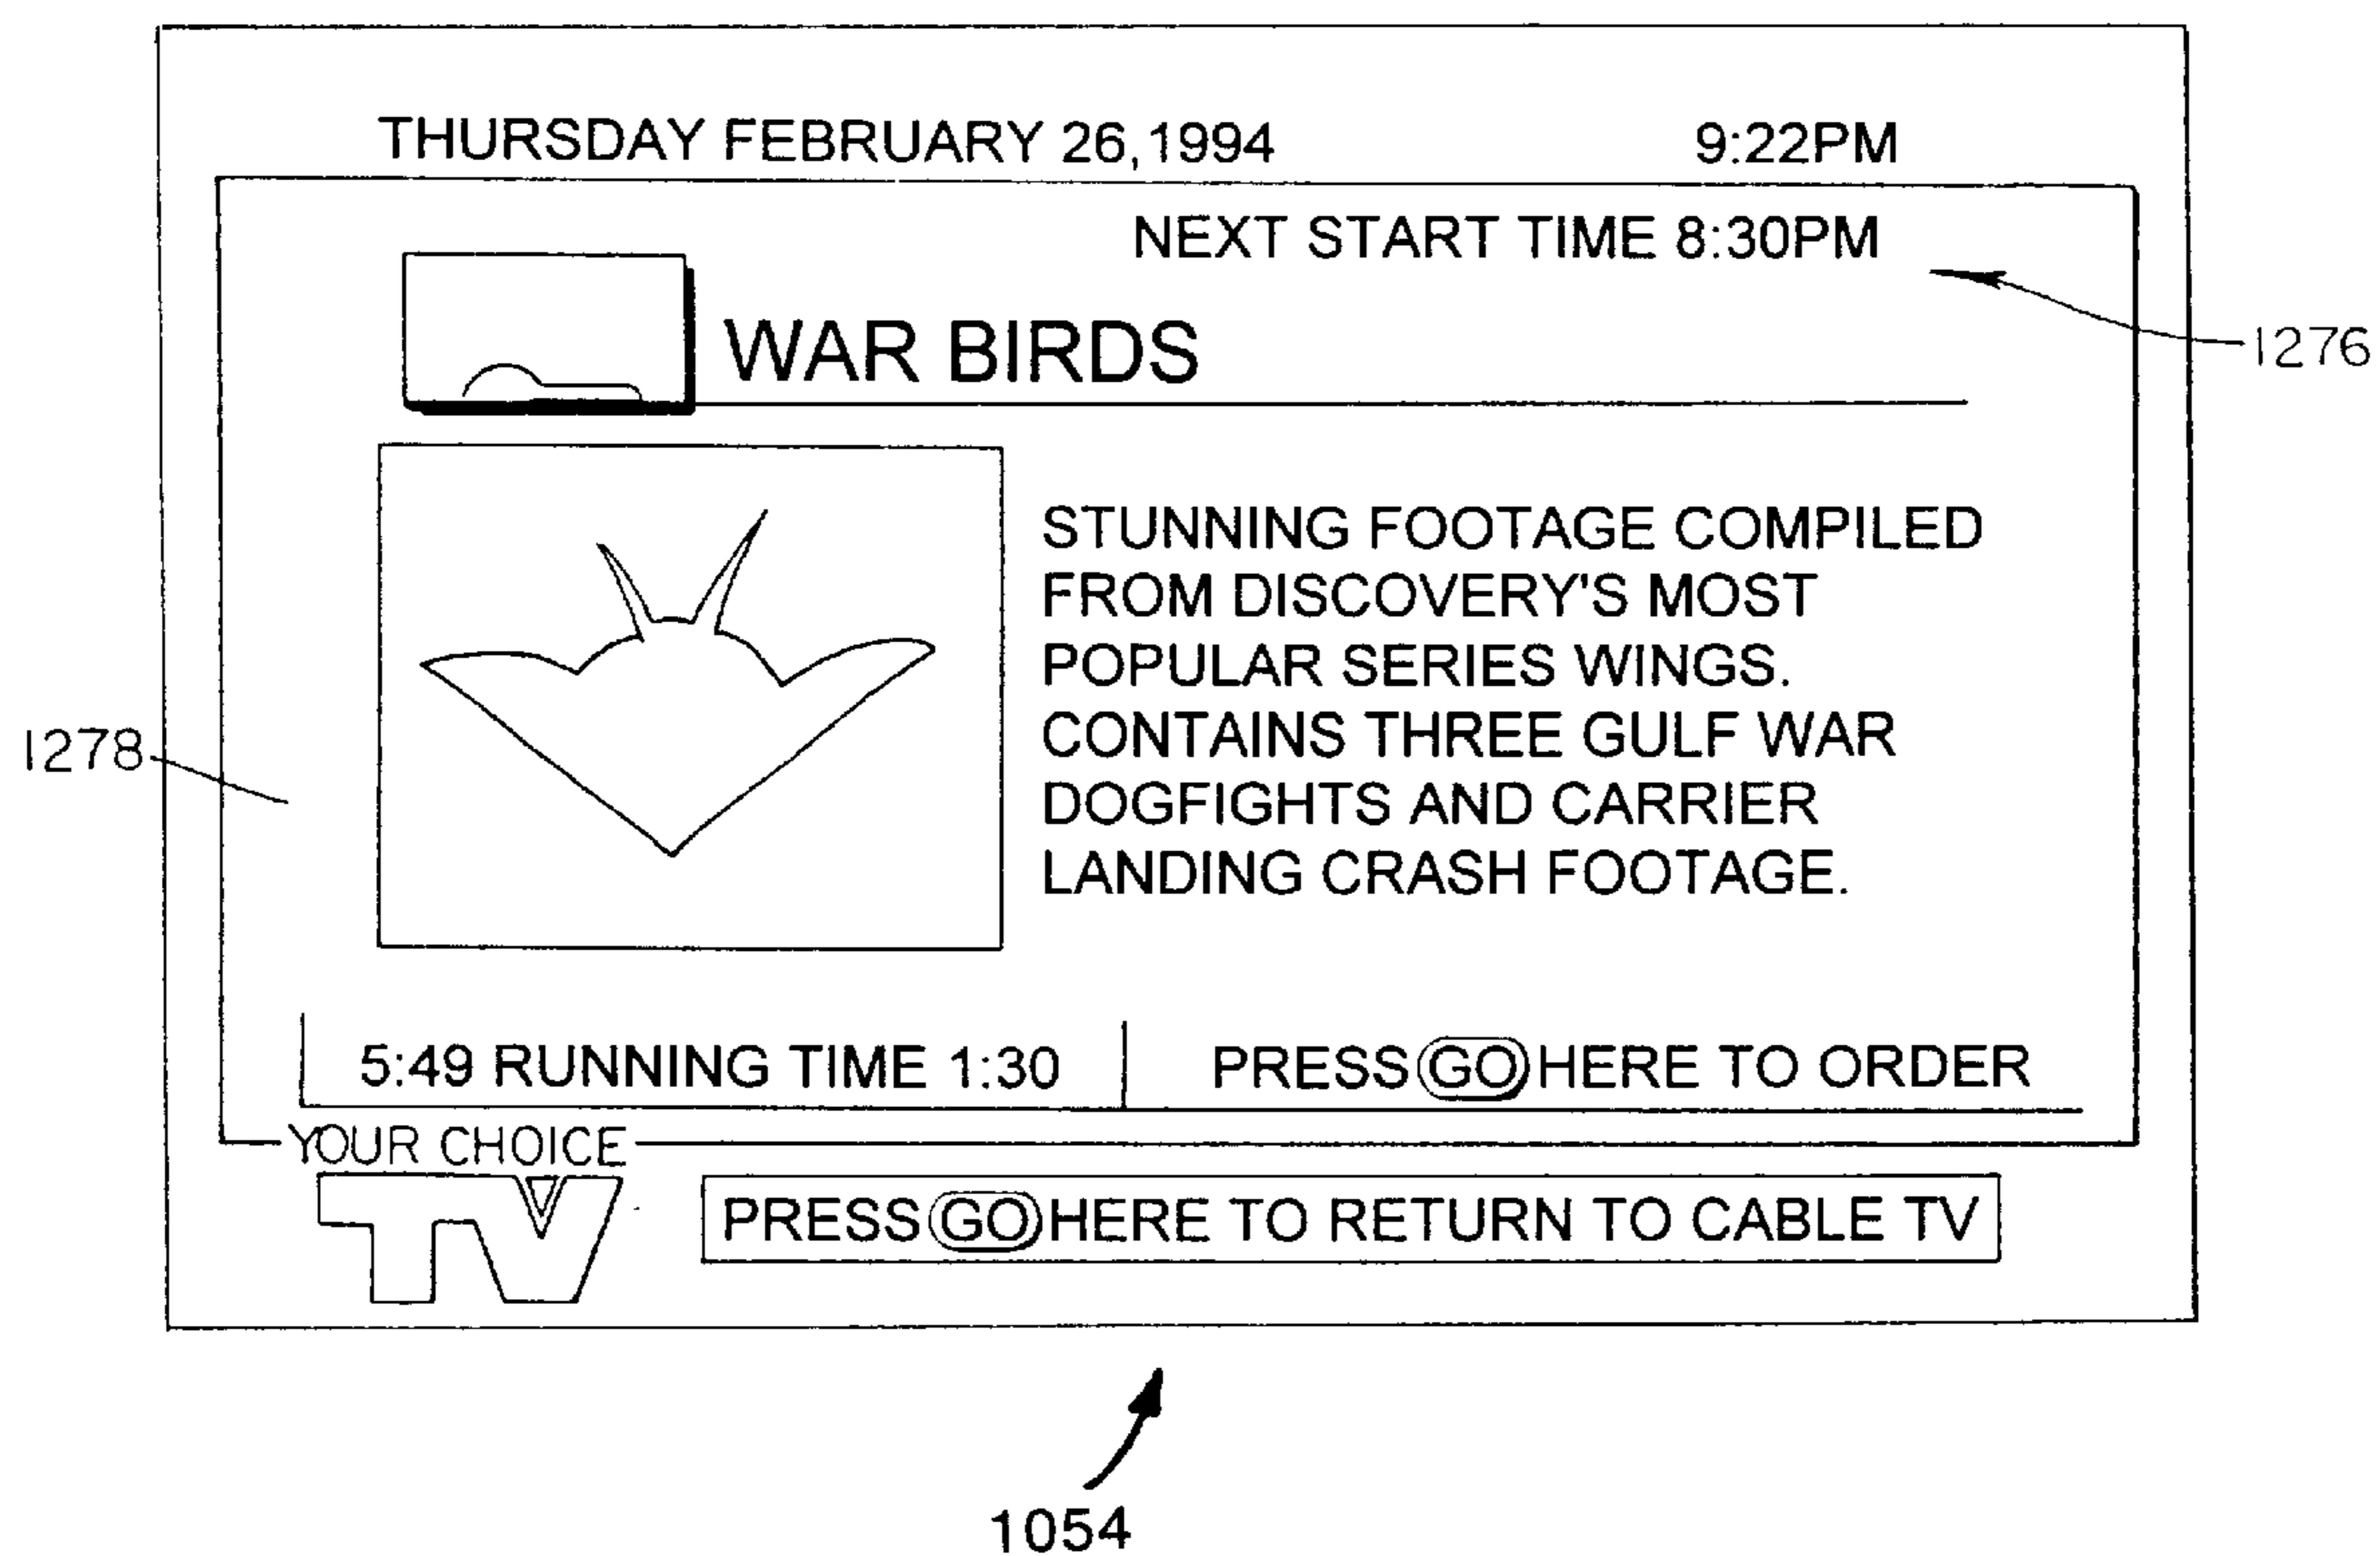 THURSDAY FEBRUARY 26,1994 9:22PM
NEXT START TIME 8:30PM
1276
WAR BIRDS
STUNNING FOOTAGE COMPILED
FROM DISCOVERY'S MOST
POPULAR SERIES WINGS.
CONTAINS THREE GULF WAR
DOGFIGHTS AND CARRIER
LANDING CRASH FOOTAGE.
1278
5:49 RUNNING TIME 1:30
PRESS GO HERE TO ORDER
YOUR CHOICE
TV
PRESS GO HERE TO RETURN TO CABLE TV
1054